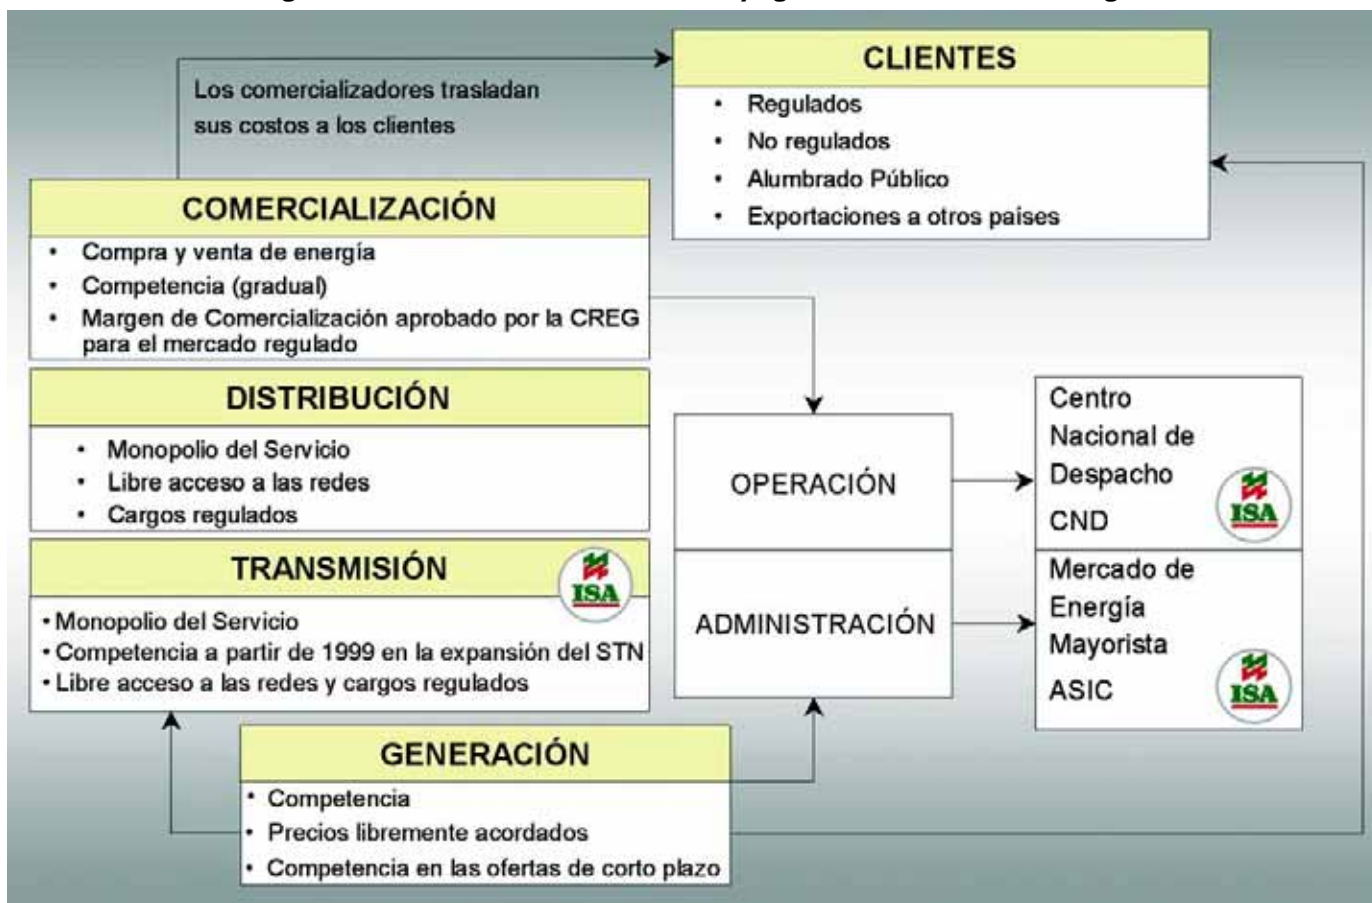 CLIENTES
• Regulados
• No regulados
• Alumbrado Público
• Exportaciones a otros países
Los comercializadores trasladan
sus costos a los clientes
COMERCIALIZACIÓN
• Compra y venta de energía
• Competencia (gradual)
• Margen de Comercialización aprobado por la CREG
para el mercado regulado
DISTRIBUCIÓN
• Monopolio del Servicio
• Libre acceso a las redes
• Cargos regulados
TRANSMISIÓN
ISA
• Monopolio del Servicio
• Competencia a partir de 1999 en la expansión del STN
• Libre acceso a las redes y cargos regulados
GENERACIÓN
• Competencia
• Precios libremente acordados
• Competencia en las ofertas de corto plazo
OPERACIÓN
ADMINISTRACIÓN
Centro
Nacional de
Despacho
CND
ISA
Mercado de
Energía
Mayorista
ASIC
ISA